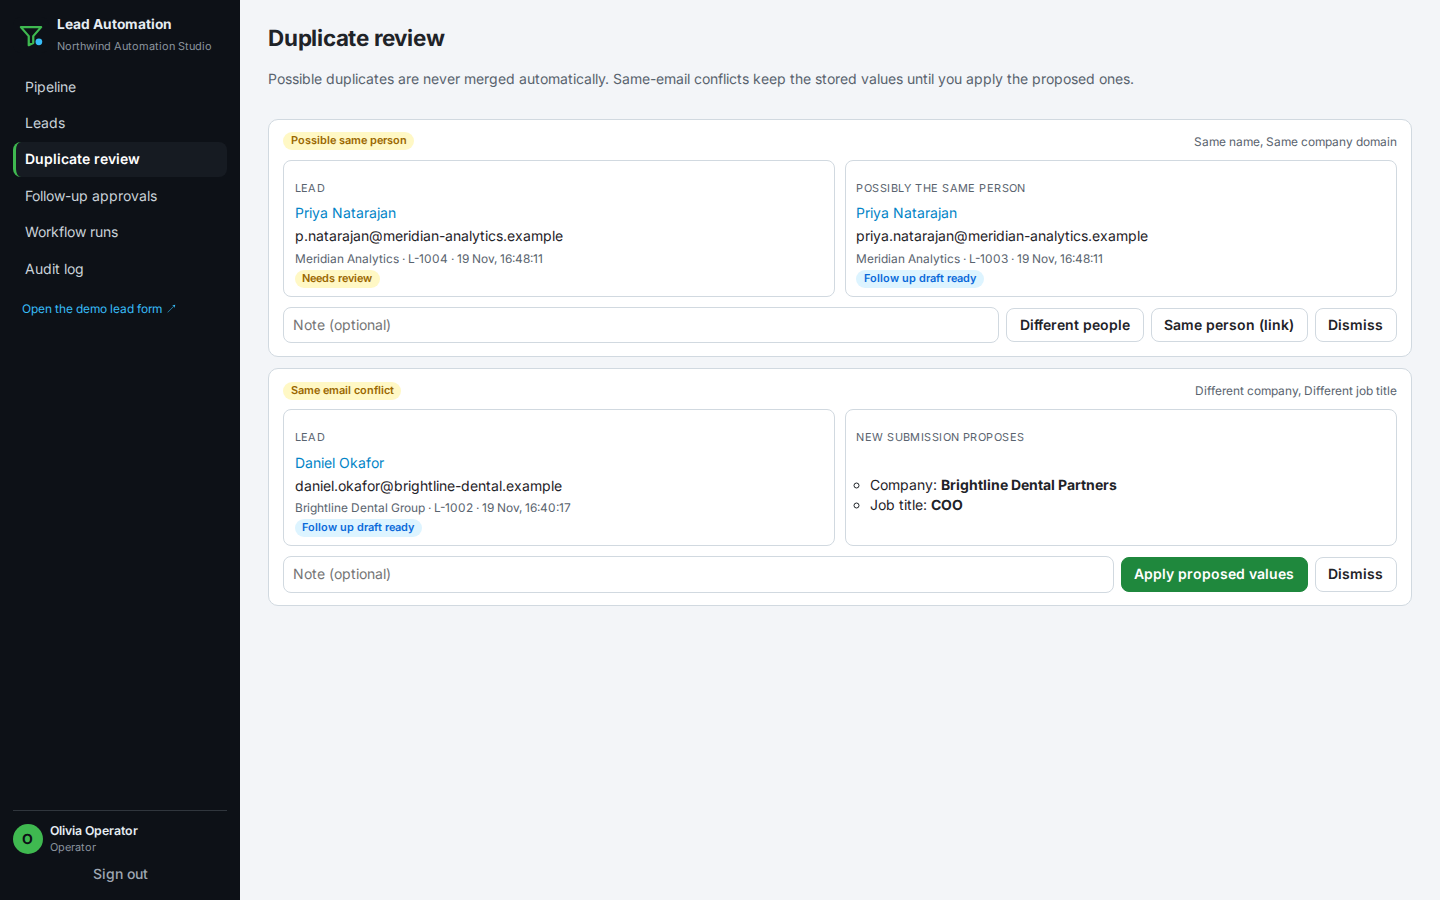 Lead Automation
Northwind Automation Studio
Pipeline
Leads
Duplicate review
Follow-up approvals
Workflow runs
Audit log
Open the demo lead form ↗
Olivia Operator
O
Operator
Sign out
Duplicate review
Possible duplicates are never merged automatically. Same-email conflicts keep the stored values until you apply the proposed ones.
Possible same person
Same name, Same company domain
LEAD
Priya Natarajan
p.natarajan@meridian-analytics.example
Meridian Analytics · L-1004 · 19 Nov, 16:48:11
Needs review
POSSIBLY THE SAME PERSON
Priya Natarajan
priya.natarajan@meridian-analytics.example
Meridian Analytics · L-1003 · 19 Nov, 16:48:11
Follow up draft ready
Note (optional)
Different people
Same person (link)
Dismiss
Same email conflict
Different company, Different job title
LEAD
Daniel Okafor
daniel.okafor@brightline-dental.example
Brightline Dental Group · L-1002 · 19 Nov, 16:40:17
Follow up draft ready
NEW SUBMISSION PROPOSES
Company: Brightline Dental Partners
Job title: COO
Note (optional)
Apply proposed values
Dismiss